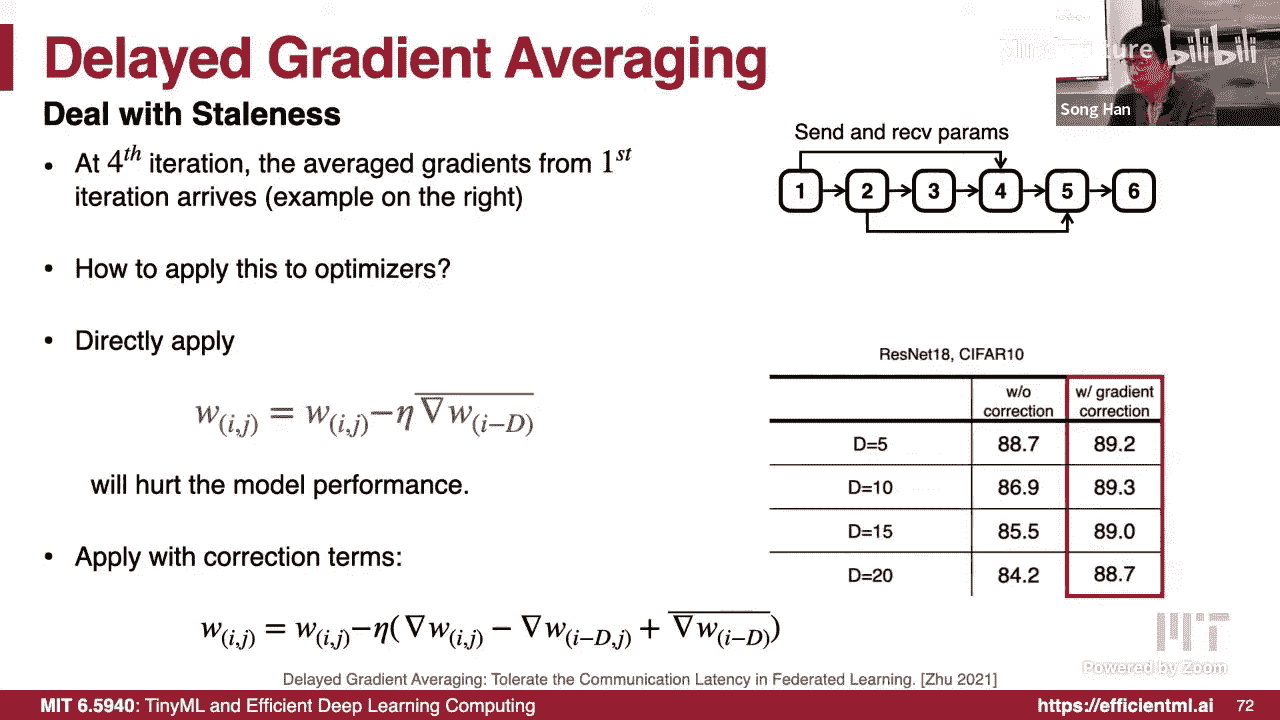 Delayed Gradient Averaging
bilibili
Song Han
Deal with Staleness
• At 4th iteration, the averaged gradients from 1st
iteration arrives (example on the right)
• How to apply this to optimizers?
• Directly apply
w(i,j) = w(i,j)−η∇w(i−D)
will hurt the model performance.
• Apply with correction terms:
w(i,j) = w(i,j)−η(∇w(i,j) − ∇w(i−D,j) + ∇w(i−D))
Send and recv params
1 2 3 4 5 6
ResNet18, CIFAR10
w/o correction w/ gradient correction
D=5 88.7 89.2
D=10 86.9 89.3
D=15 85.5 89.0
D=20 84.2 88.7
MIT
Powered by Zoom
Delayed Gradient Averaging: Tolerate the Communication Latency in Federated Learning. [Zhu 2021]
MIT 6.5940: TinyML and Efficient Deep Learning Computing
https://efficientml.ai 72